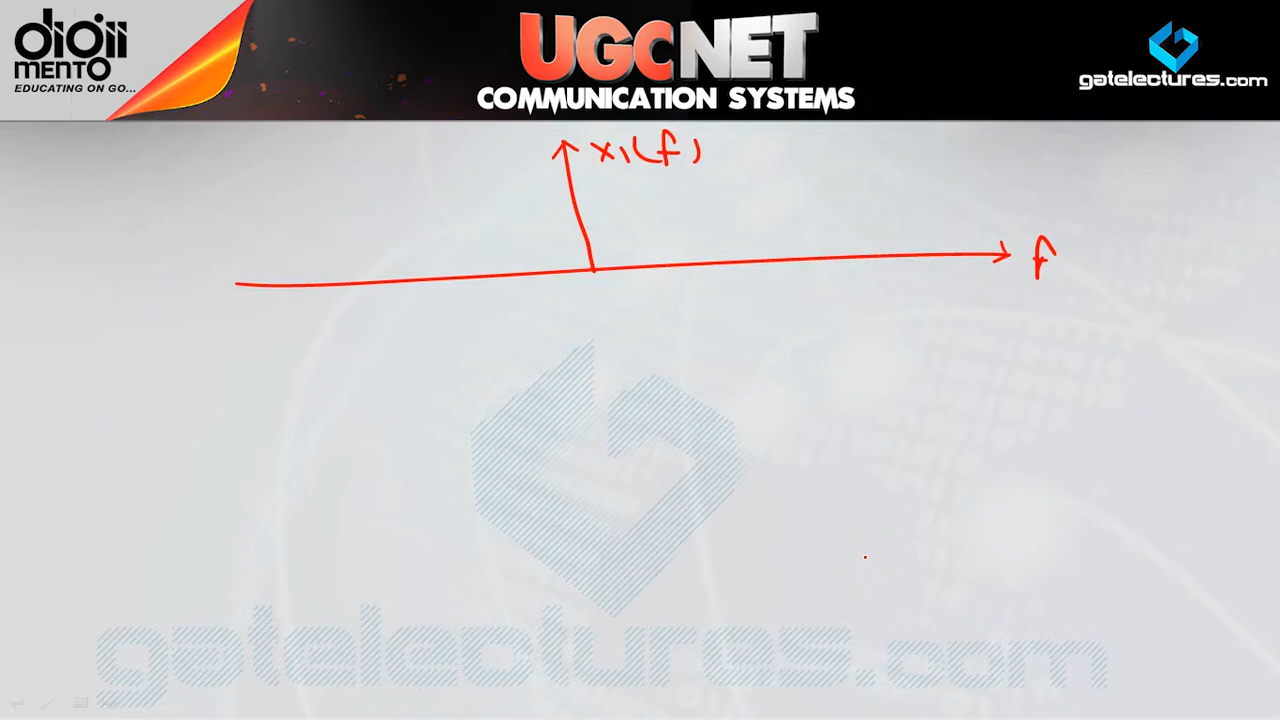 digii
MENTO
EDUCATING ON GO...
UGCNET
COMMUNICATION SYSTEMS
gatelectures.com
x₁(f)
f
gatelectures.com